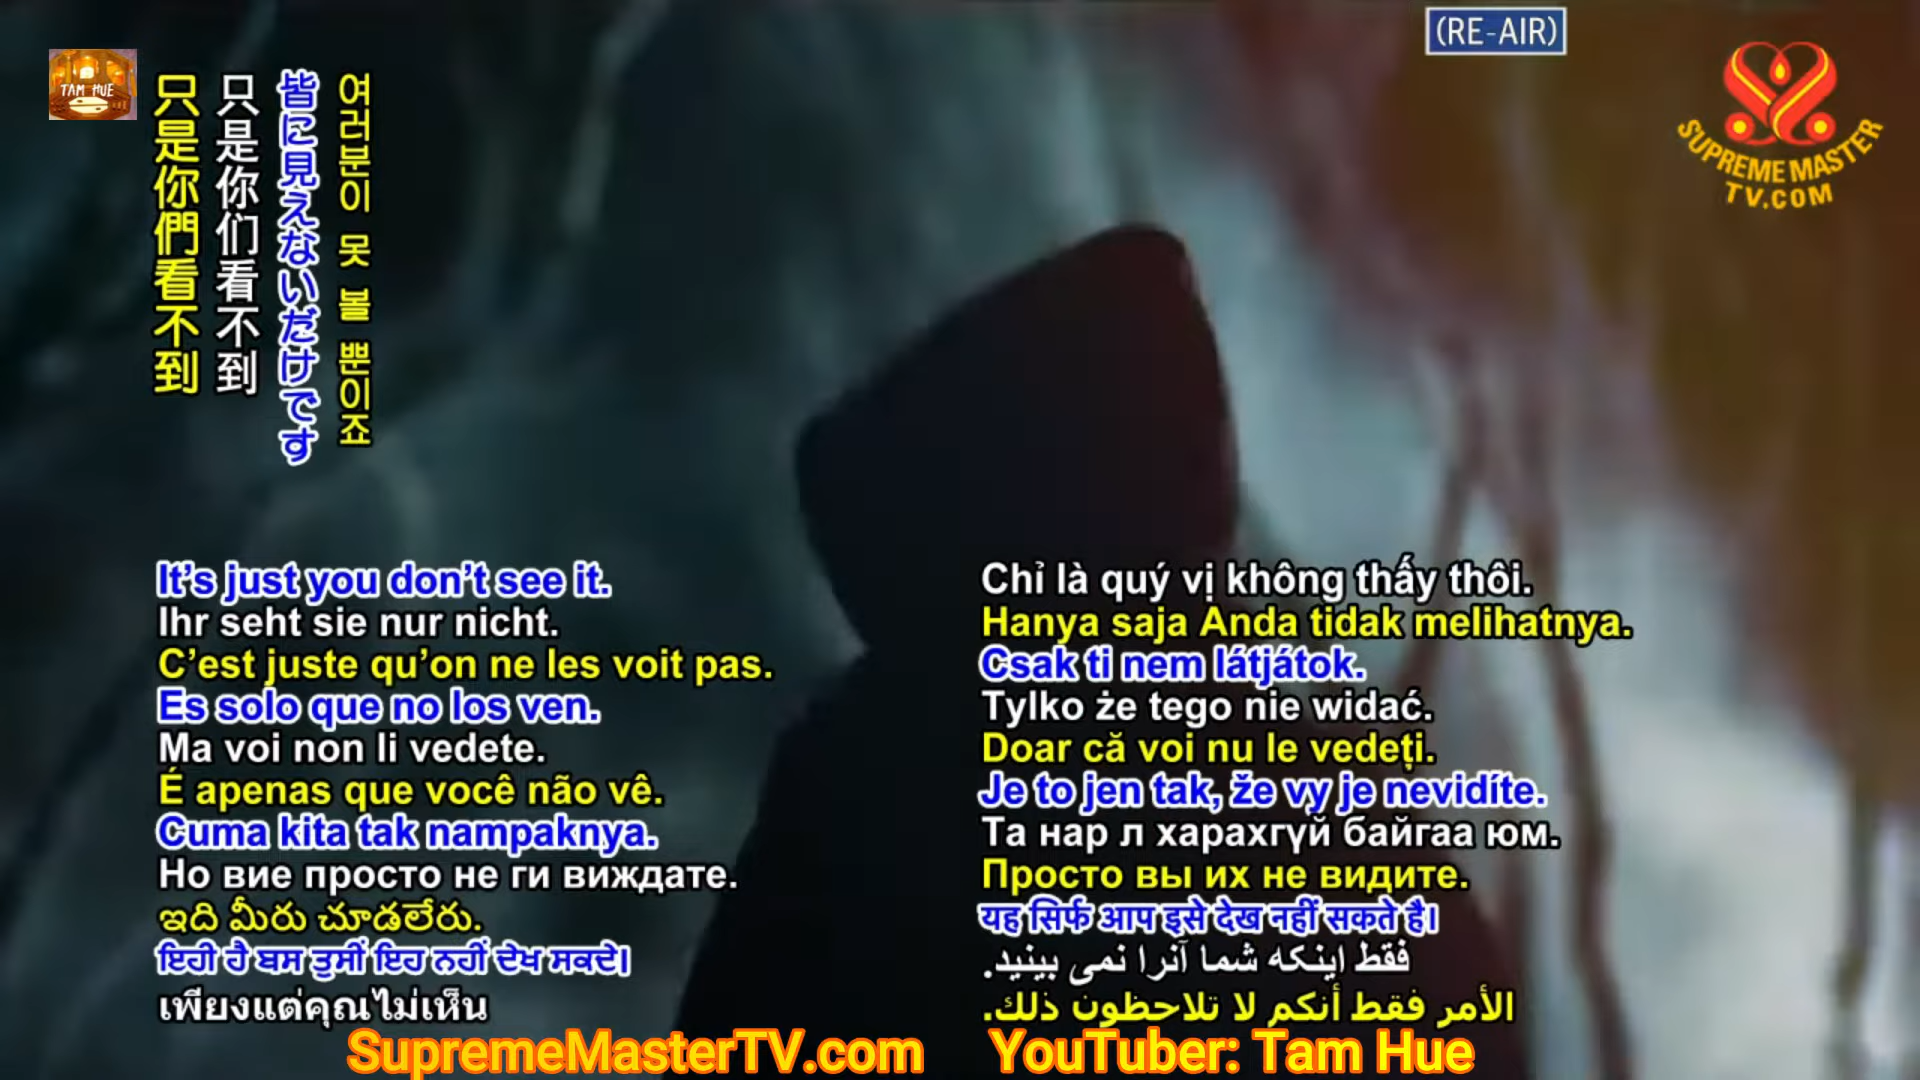 (RE-AIR)
TAM HUE
SUPREME MASTER
TV.COM
只是你們看不到
只是你们看不到
皆に見えないだけです
여러분이 못 볼 뿐이죠
It's just you don't see it.
Ihr seht sie nur nicht.
C'est juste qu'on ne les voit pas.
Es solo que no los ven.
Ma voi non li vedete.
É apenas que você não vê.
Cuma kita tak nampaknya.
Но вие просто не ги виждате.
ఇది మీరు చూడలేరు.
ਇਹੀ ਹੈ ਬਸ ਤੁਸੀਂ ਇਹ ਨਹੀਂ ਦੇਖ ਸਕਦੇ।
เพียงแต่คุณไม่เห็น
Chỉ là quý vị không thấy thôi.
Hanya saja Anda tidak melihatnya.
Csak ti nem látjátok.
Tylko że tego nie widać.
Doar că voi nu le vedeți.
Je to jen tak, že vy je nevidíte.
Та нар л харахгүй байгаа юм.
Просто вы их не видите.
यह सिर्फ आप इसे देख नहीं सकते है।
فقط اینکه شما آنرا نمی بینید.
الأمر فقط أنكم لا تلاحظون ذلك.
SupremeMasterTV.com
YouTuber: Tam Hue